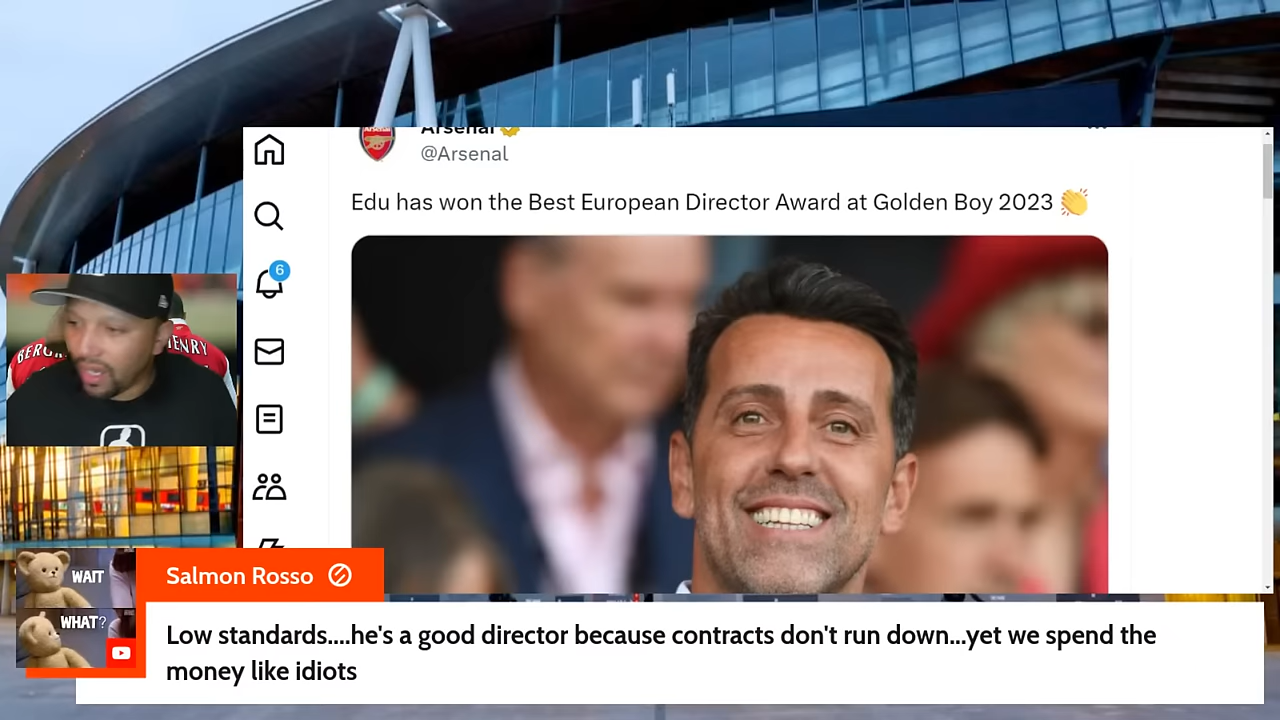 Arsenal
@Arsenal
Edu has won the Best European Director Award at Golden Boy 2023 👏
6
HENRY
WAIT
WHAT?
Salmon Rosso
Low standards....he's a good director because contracts don't run down...yet we spend the
money like idiots